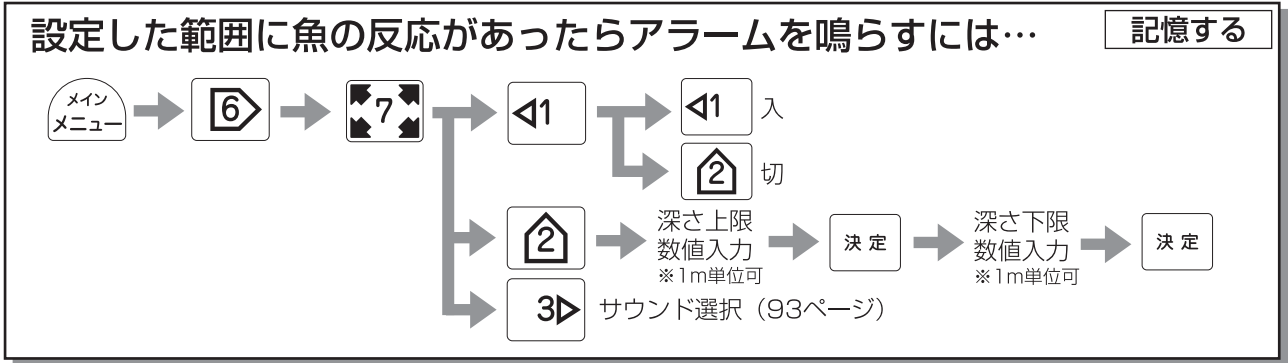 設定した範囲に魚の反応があったらアラームを鳴らすには…
記憶する
メイン
メニュー
6
7
1
1
入
2
切
2
深さ上限
数値入力
※1m単位可
決定
深さ下限
数値入力
※1m単位可
決定
3
サウンド選択（93ページ）